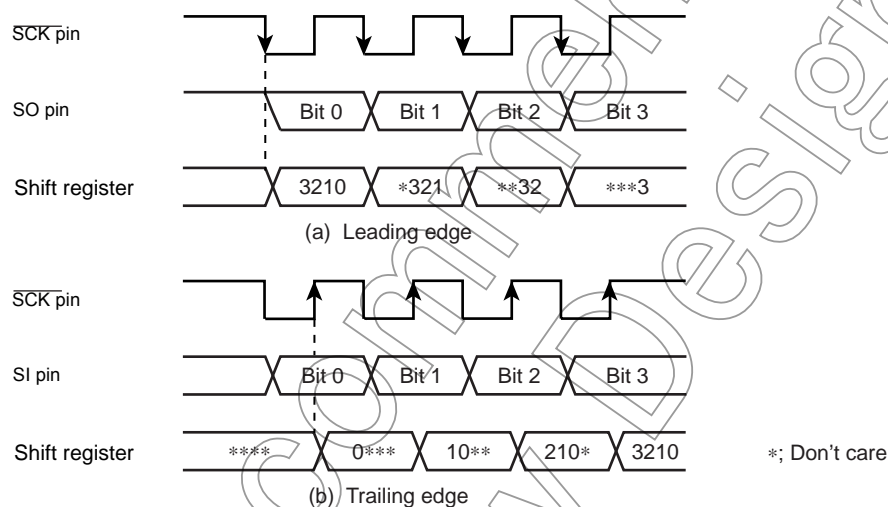 SCK pin
SO pin Bit 0 Bit 1 Bit 2 Bit 3
Shift register 3210 *321 **32 ***3
(a) Leading edge
SCK pin
SI pin Bit 0 Bit 1 Bit 2 Bit 3
Shift register **** 0*** 10** 210* 3210 *; Don't care
(b) Trailing edge